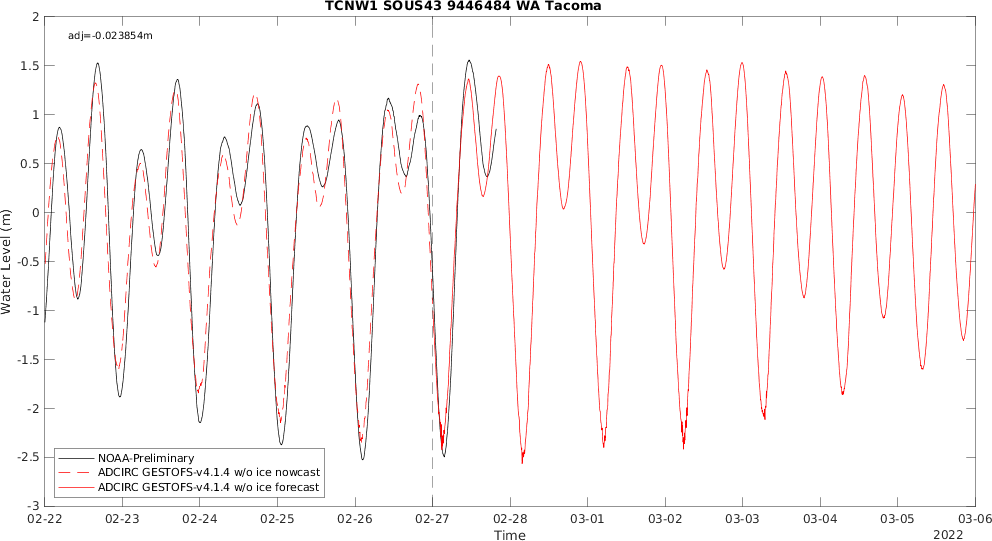 TCNW1 SOUS43 9446484 WA Tacoma
adj=-0.023854m
Water Level (m)
2
1.5
1
0.5
0
-0.5
-1
-1.5
-2
-2.5
-3
NOAA-Preliminary
ADCIRC GESTOFS-v4.1.4 w/o ice nowcast
ADCIRC GESTOFS-v4.1.4 w/o ice forecast
02-22 02-23 02-24 02-25 02-26 02-27 02-28 03-01 03-02 03-03 03-04 03-05 03-06
Time
2022